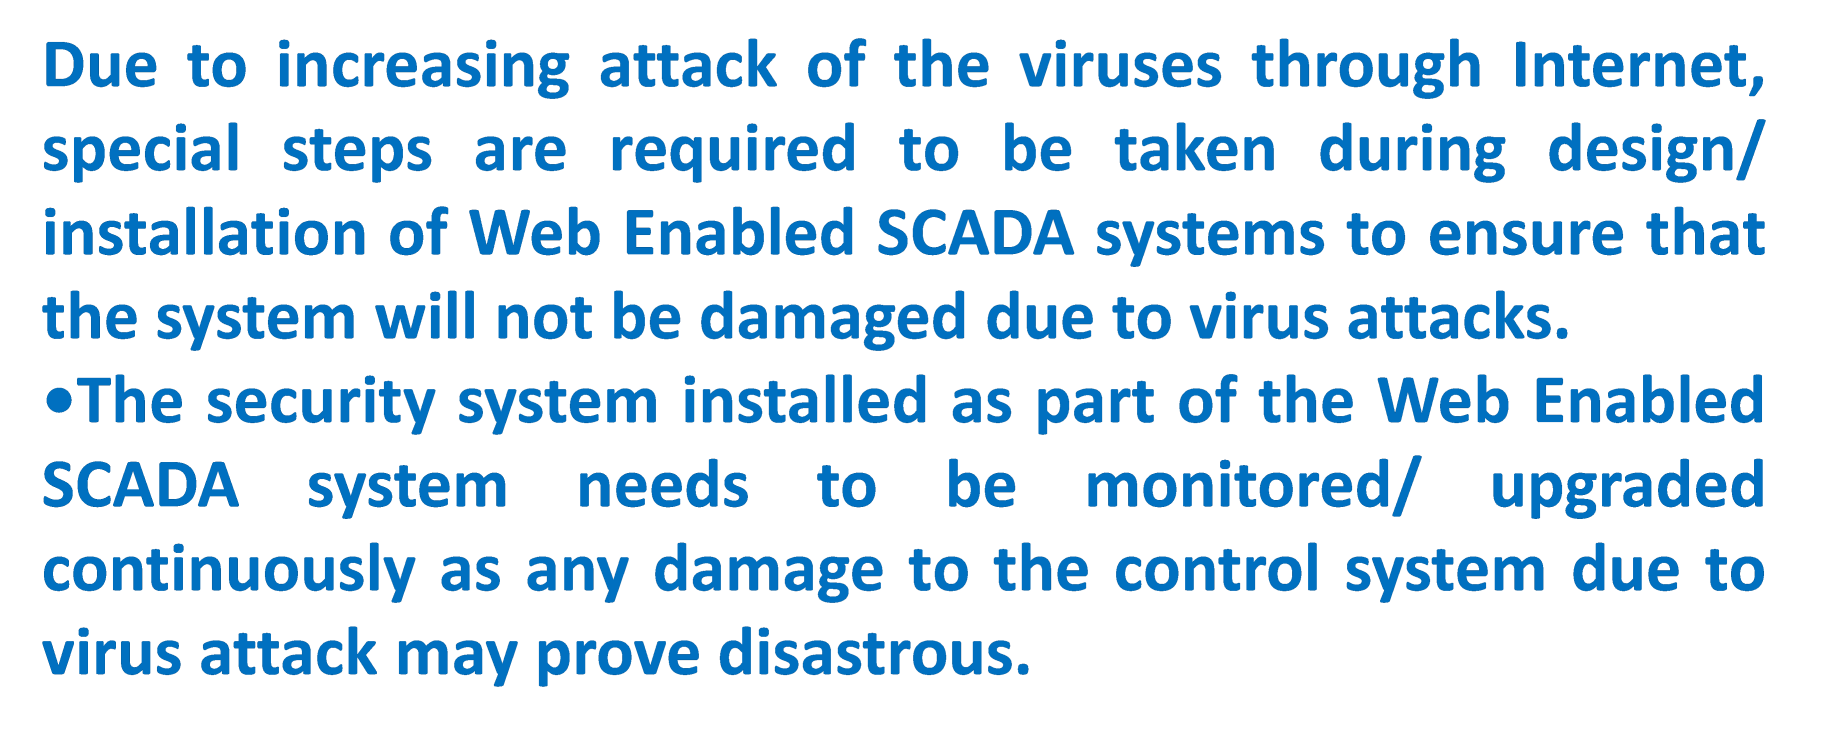 Due to increasing attack of the viruses through Internet,
special steps are required to be taken during design/
installation of Web Enabled SCADA systems to ensure that
the system will not be damaged due to virus attacks.
•The security system installed as part of the Web Enabled
SCADA system needs to be monitored/ upgraded
continuously as any damage to the control system due to
virus attack may prove disastrous.